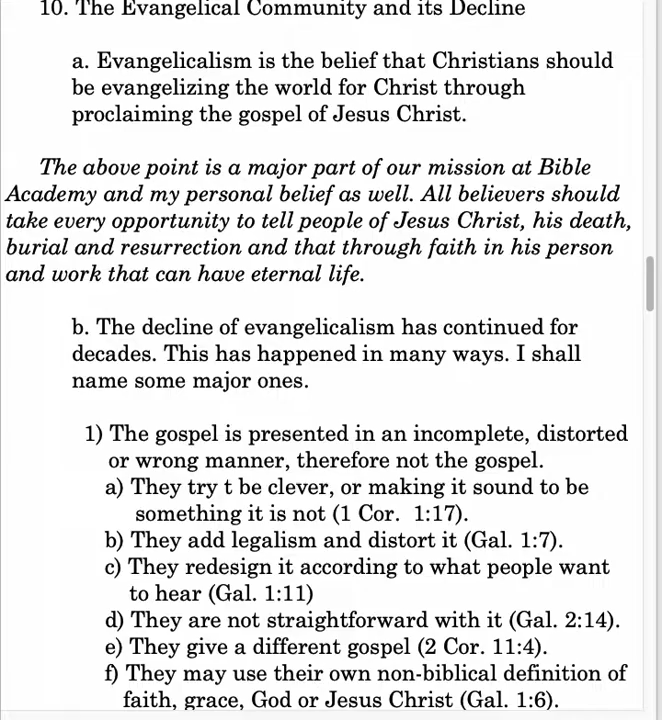 10. The Evangelical Community and its Decline
a. Evangelicalism is the belief that Christians should
be evangelizing the world for Christ through
proclaiming the gospel of Jesus Christ.
The above point is a major part of our mission at Bible
Academy and my personal belief as well. All believers should
take every opportunity to tell people of Jesus Christ, his death,
burial and resurrection and that through faith in his person
and work that can have eternal life.
b. The decline of evangelicalism has continued for
decades. This has happened in many ways. I shall
name some major ones.
1) The gospel is presented in an incomplete, distorted
or wrong manner, therefore not the gospel.
a) They try t be clever, or making it sound to be
something it is not (1 Cor.  1:17).
b) They add legalism and distort it (Gal. 1:7).
c) They redesign it according to what people want
to hear (Gal. 1:11)
d) They are not straightforward with it (Gal. 2:14).
e) They give a different gospel (2 Cor. 11:4).
f) They may use their own non-biblical definition of
faith, grace, God or Jesus Christ (Gal. 1:6).